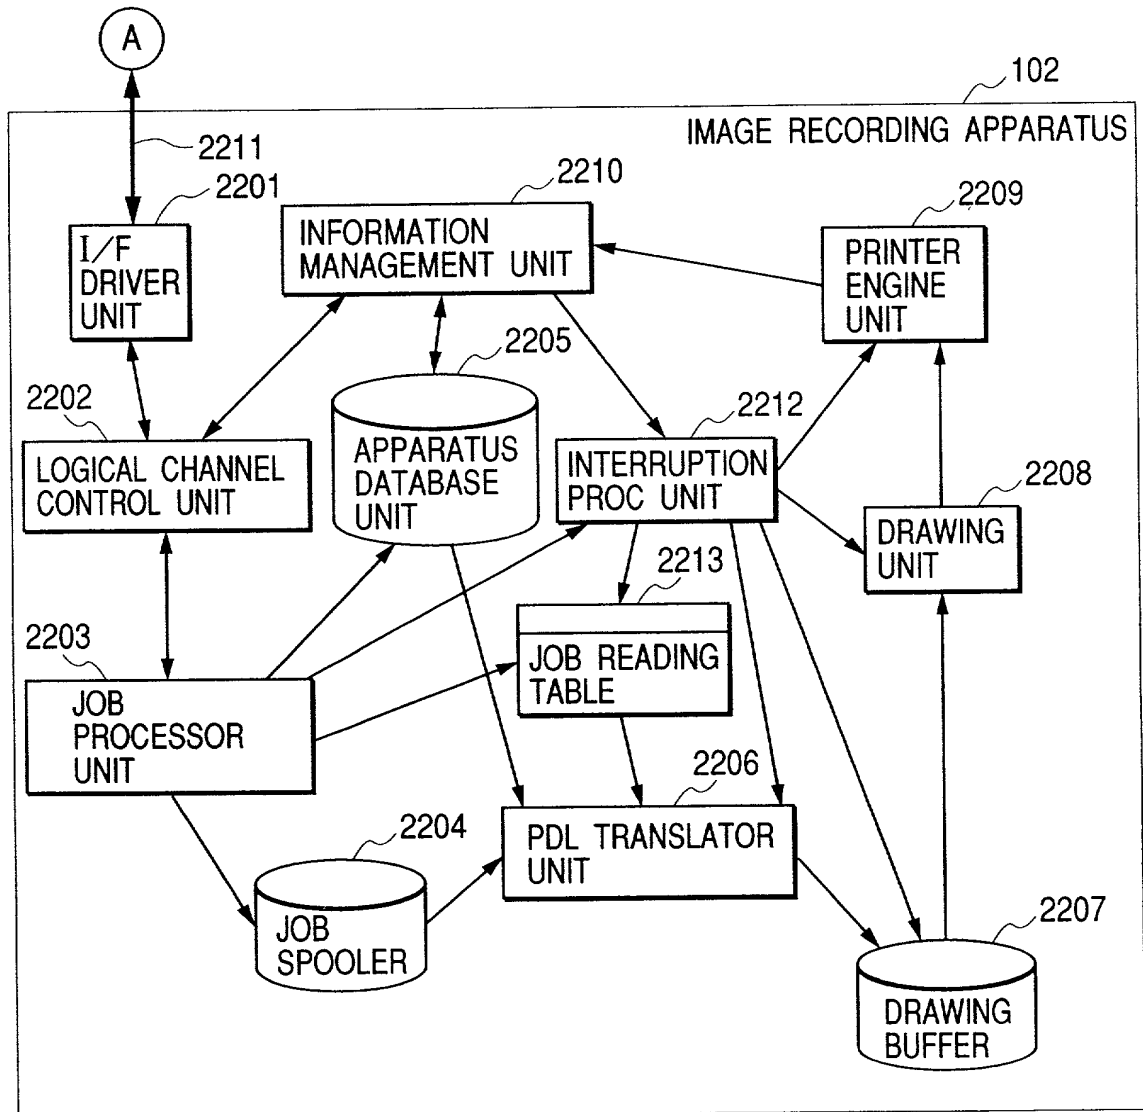 A
102
IMAGE RECORDING APPARATUS
2211
2201
2210
2209
I/F
DRIVER
UNIT
INFORMATION
MANAGEMENT UNIT
PRINTER
ENGINE
UNIT
2205
2202
2212
LOGICAL CHANNEL
CONTROL UNIT
APPARATUS
DATABASE
UNIT
INTERRUPTION
PROC UNIT
2208
DRAWING
UNIT
2213
2203
JOB READING
TABLE
JOB
PROCESSOR
UNIT
2206
2204
PDL TRANSLATOR
UNIT
2207
JOB
SPOOLER
DRAWING
BUFFER